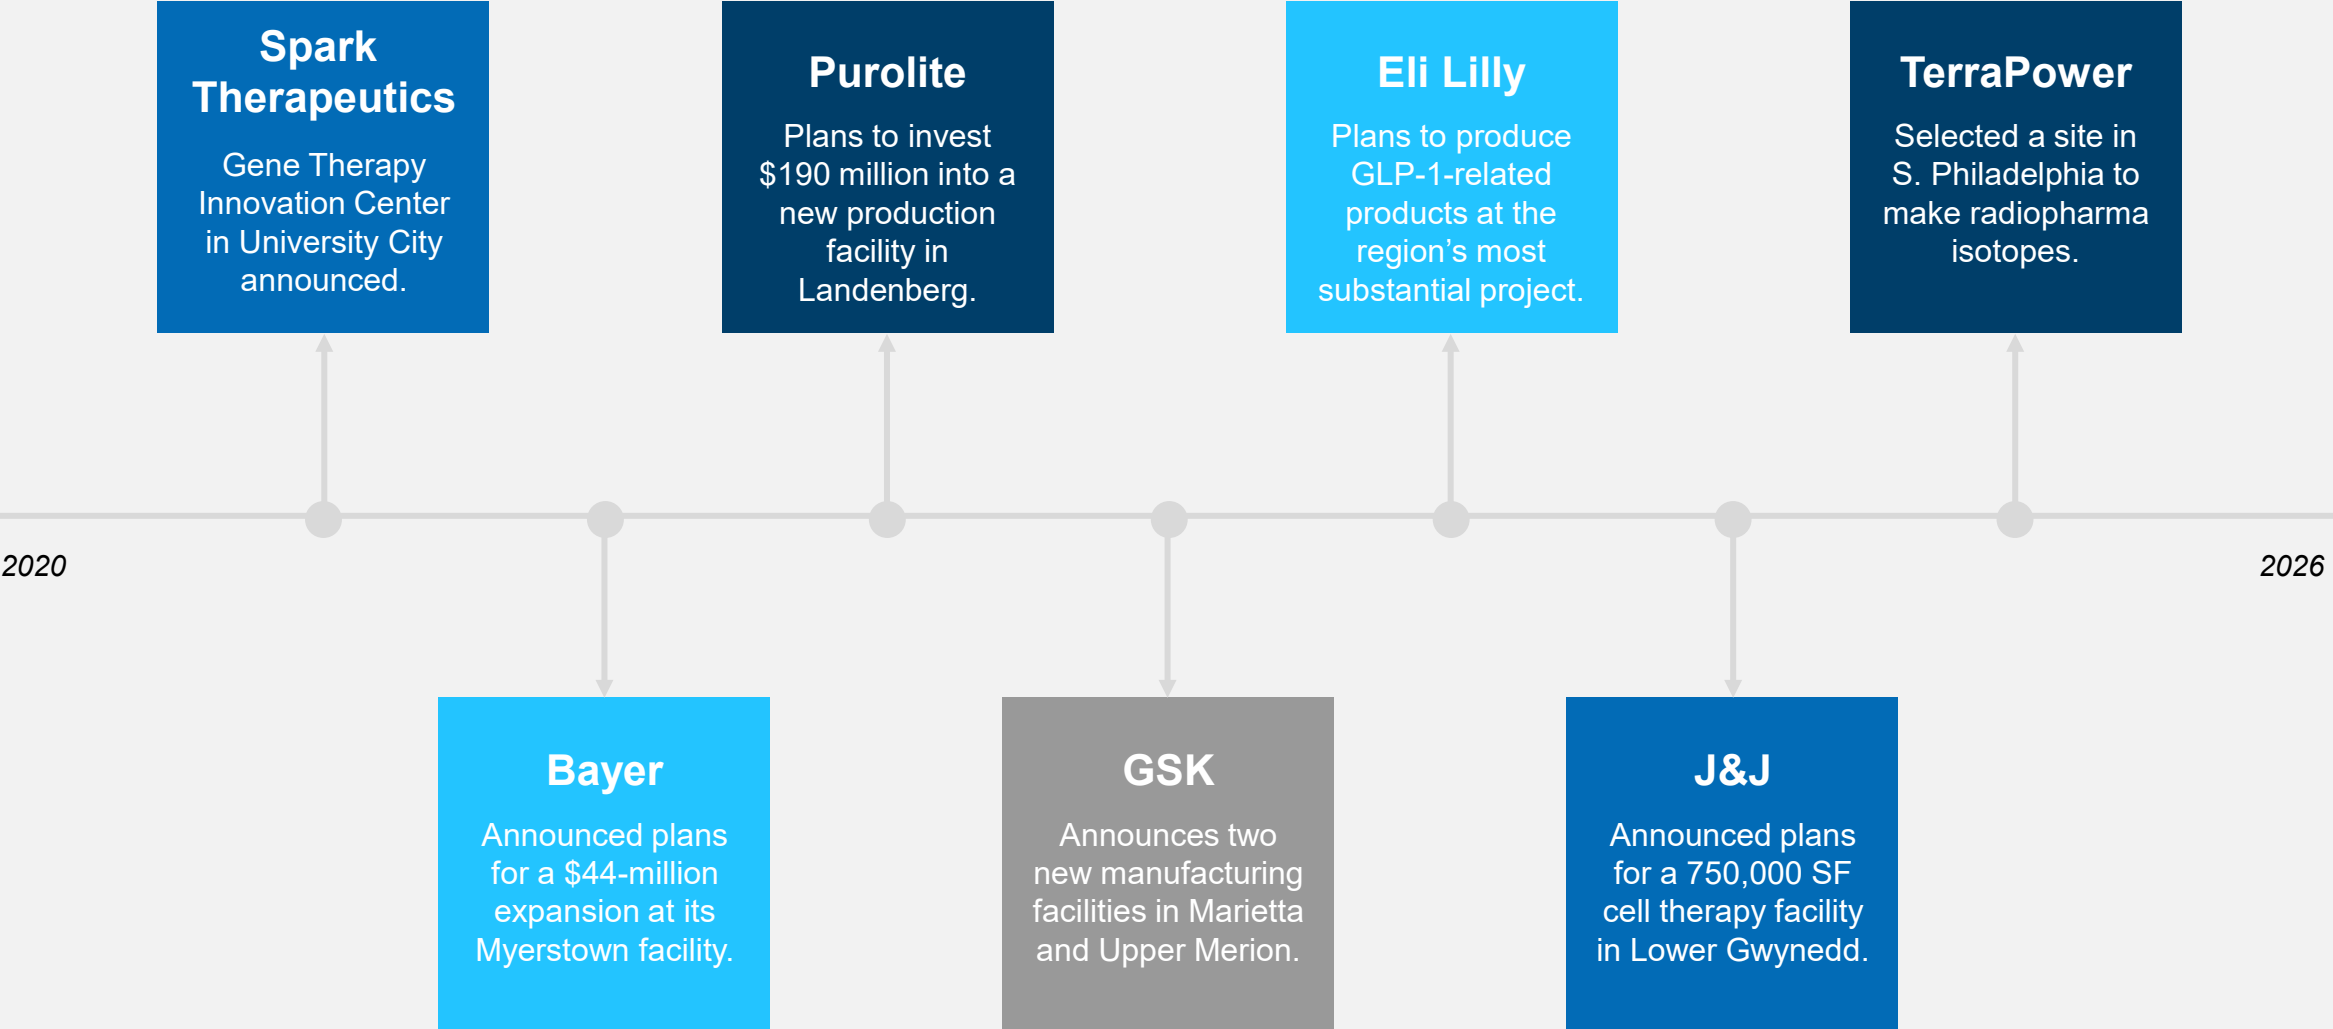 Spark
Therapeutics
Gene Therapy
Innovation Center
in University City
announced.
Purolite
Plans to invest
$190 million into a
new production
facility in
Landenberg.
Eli Lilly
Plans to produce
GLP-1-related
products at the
region’s most
substantial project.
TerraPower
Selected a site in
S. Philadelphia to
make radiopharma
isotopes.
2020
2026
Bayer
Announced plans
for a $44-million
expansion at its
Myerstown facility.
GSK
Announces two
new manufacturing
facilities in Marietta
and Upper Merion.
J&J
Announced plans
for a 750,000 SF
cell therapy facility
in Lower Gwynedd.